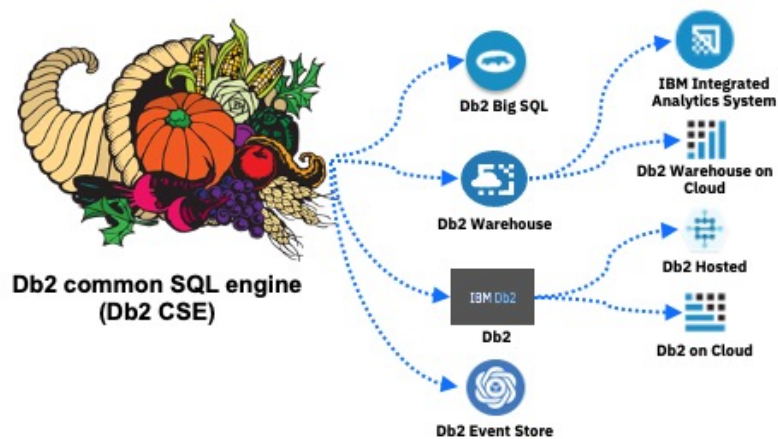 Db2 common SQL engine
(Db2 CSE)
Db2 Big SQL
Db2 Warehouse
IBM Db2
Db2
Db2 Event Store
IBM Integrated
Analytics System
Db2 Warehouse on
Cloud
Db2 Hosted
Db2 on Cloud